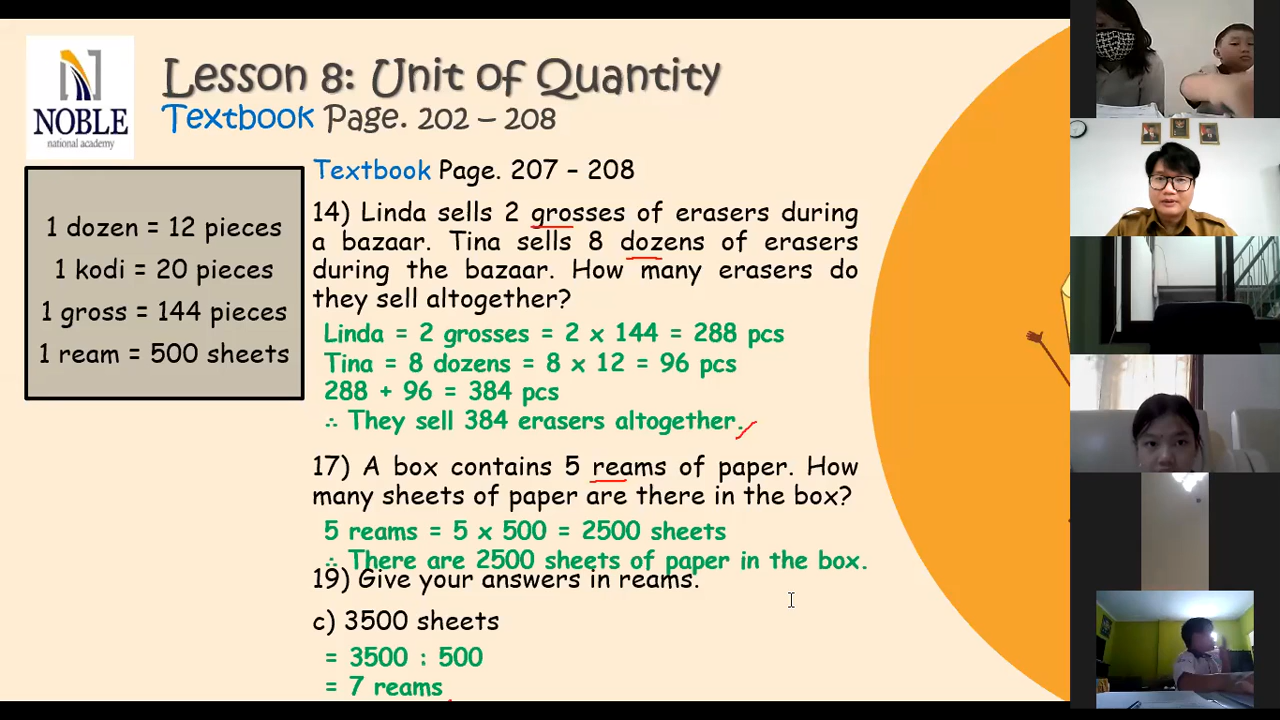 NOBLE
national academy
Lesson 8: Unit of Quantity
Textbook Page. 202 – 208
1 dozen = 12 pieces
1 kodi = 20 pieces
1 gross = 144 pieces
1 ream = 500 sheets
Textbook Page. 207 – 208
14) Linda sells 2 grosses of erasers during
a bazaar. Tina sells 8 dozens of erasers
during the bazaar. How many erasers do
they sell altogether?
Linda = 2 grosses = 2 x 144 = 288 pcs
Tina = 8 dozens = 8 x 12 = 96 pcs
288 + 96 = 384 pcs
∴ They sell 384 erasers altogether.
17) A box contains 5 reams of paper. How
many sheets of paper are there in the box?
5 reams = 5 x 500 = 2500 sheets
∴ There are 2500 sheets of paper in the box.
19) Give your answers in reams.
c) 3500 sheets
= 3500 : 500
= 7 reams